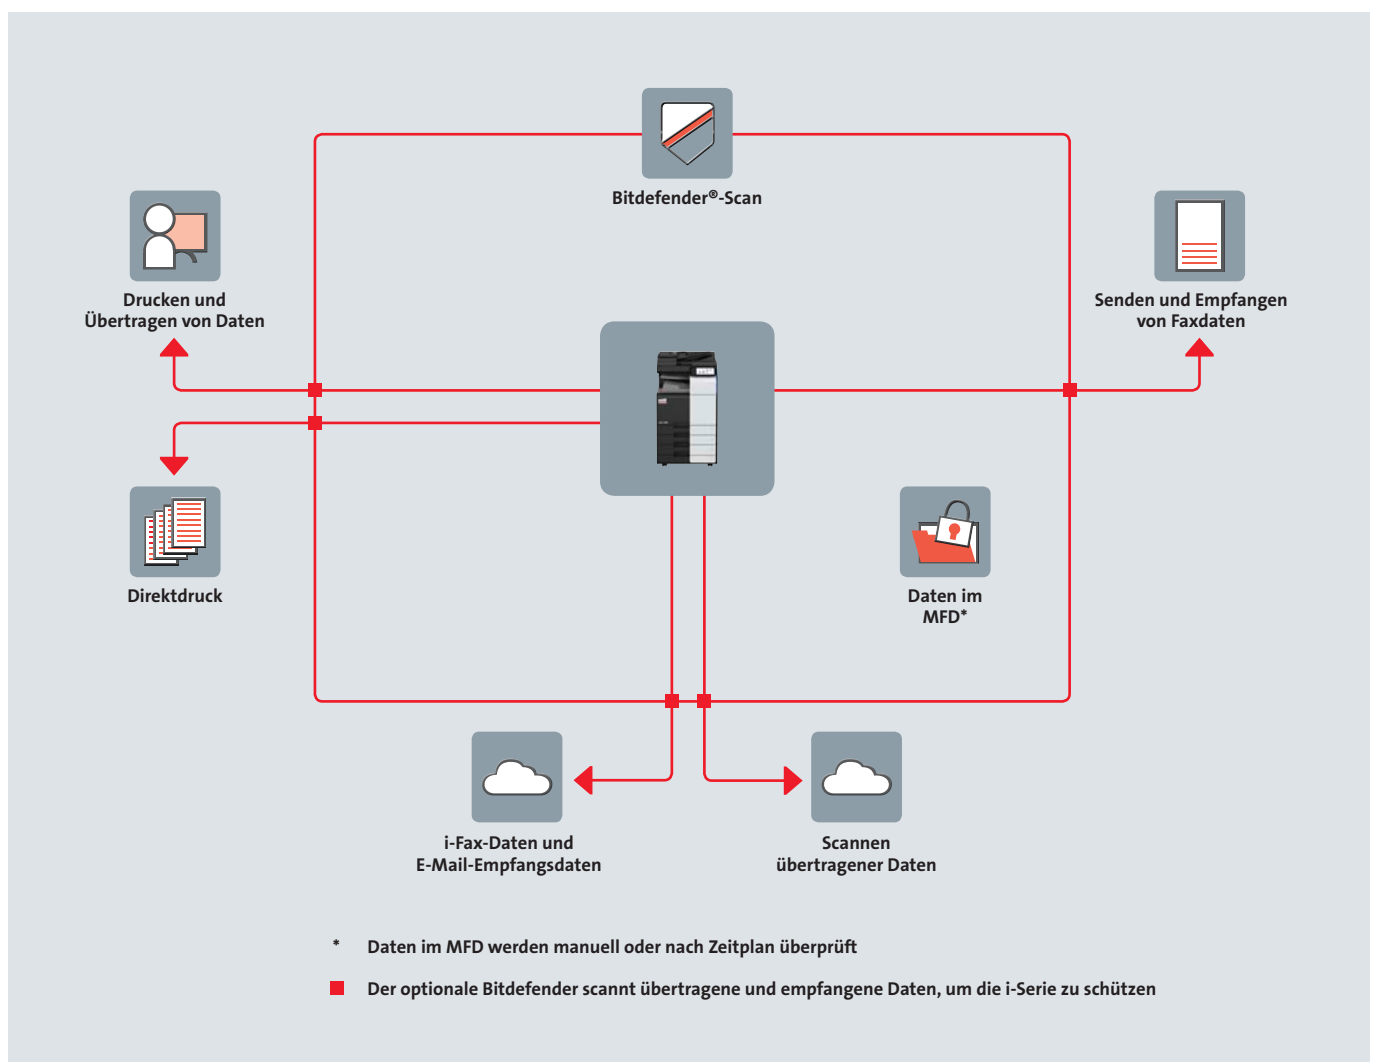 Bitdefender®-Scan
Drucken und
Übertragen von Daten
Senden und Empfangen
von Faxdaten
Direktdruck
Daten im
MFD*
i-Fax-Daten und
E-Mail-Empfangsdaten
Scannen
übertragener Daten
* Daten im MFD werden manuell oder nach Zeitplan überprüft
Der optionale Bitdefender scannt übertragene und empfangene Daten, um die i-Serie zu schützen